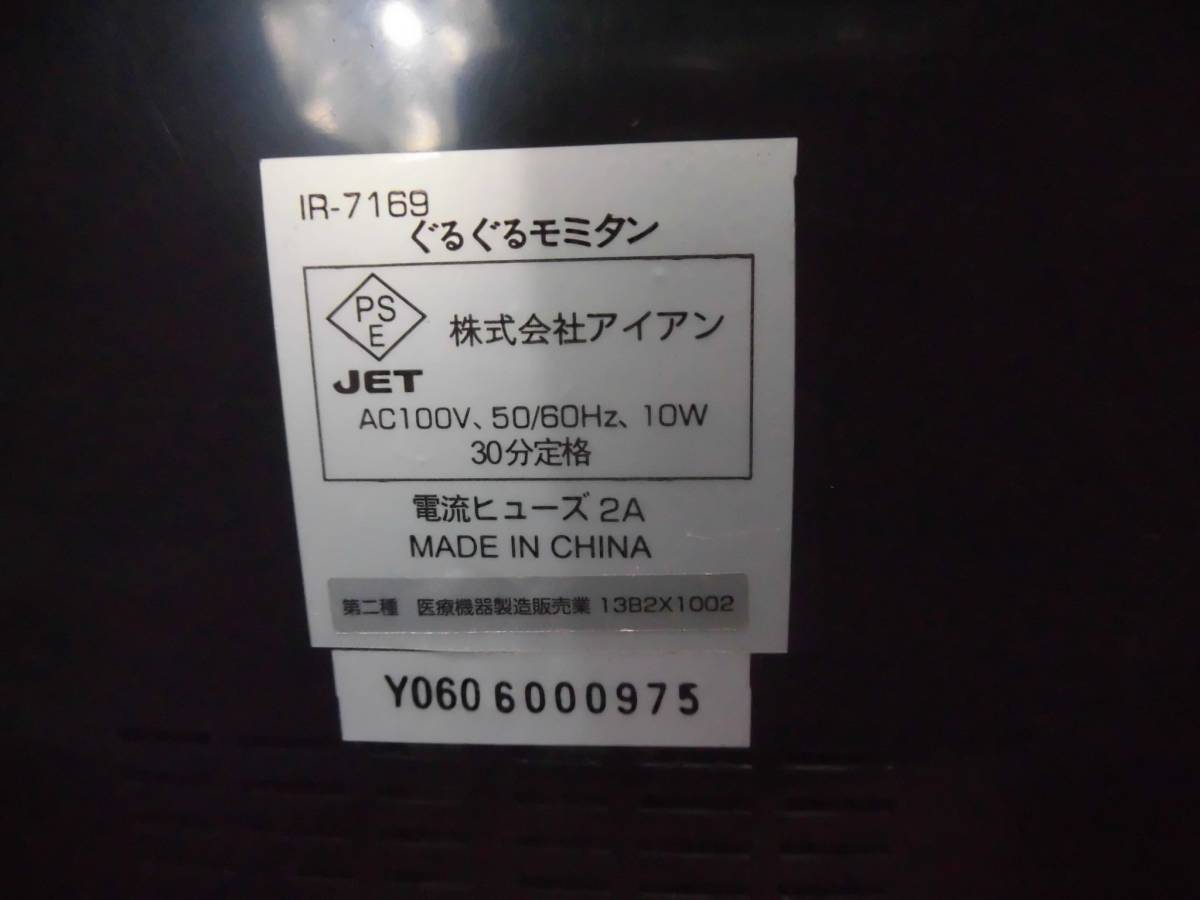 IR-7169
ぐるぐるモミタン
PS
E
株式会社アイアン
JET
AC100V、50/60Hz、10W
30分定格
電流ヒューズ 2A
MADE IN CHINA
第二種 医療機器製造販売業 13B2X1002
Y060 6000975